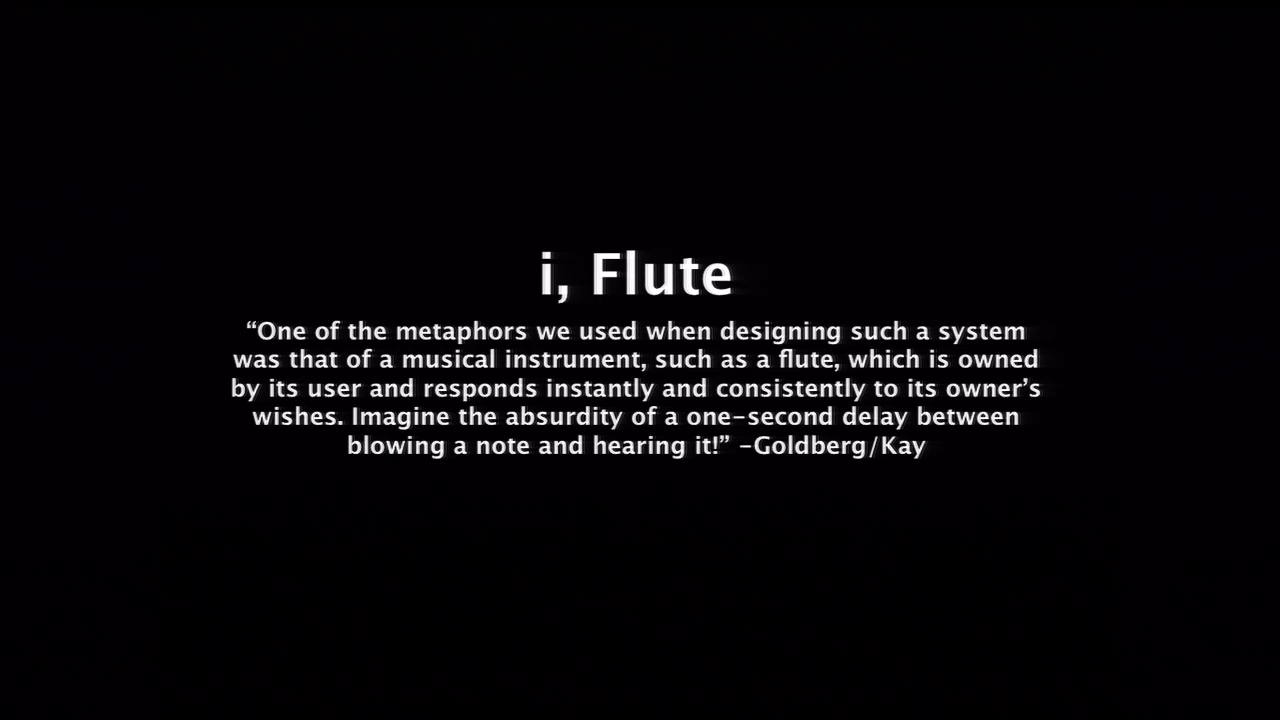 i, Flute
“One of the metaphors we used when designing such a system
was that of a musical instrument, such as a flute, which is owned
by its user and responds instantly and consistently to its owner’s
wishes. Imagine the absurdity of a one-second delay between
blowing a note and hearing it!” -Goldberg/Kay